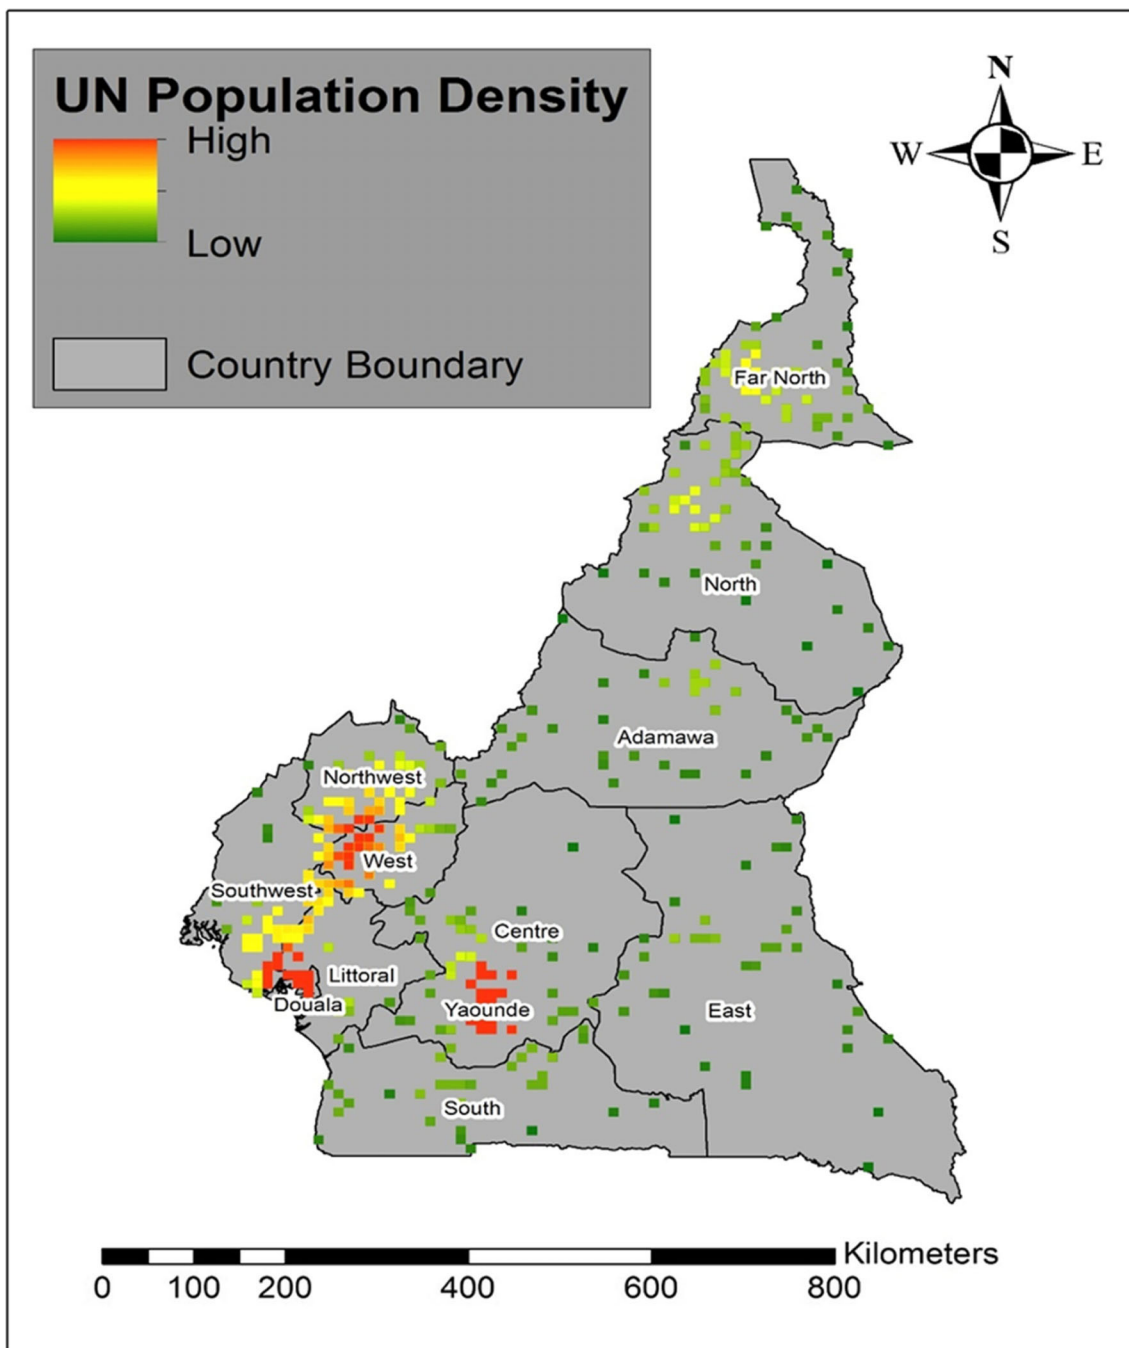 UN Population Density
High
Low
Country Boundary
N
W E
S
Far North
North
Adamawa
Northwest
West
Southwest
Centre
Littoral
Douala
Yaounde
East
South
Kilometers
0 100 200 400 600 800